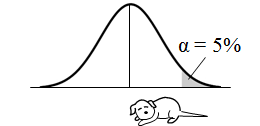 α = 5%